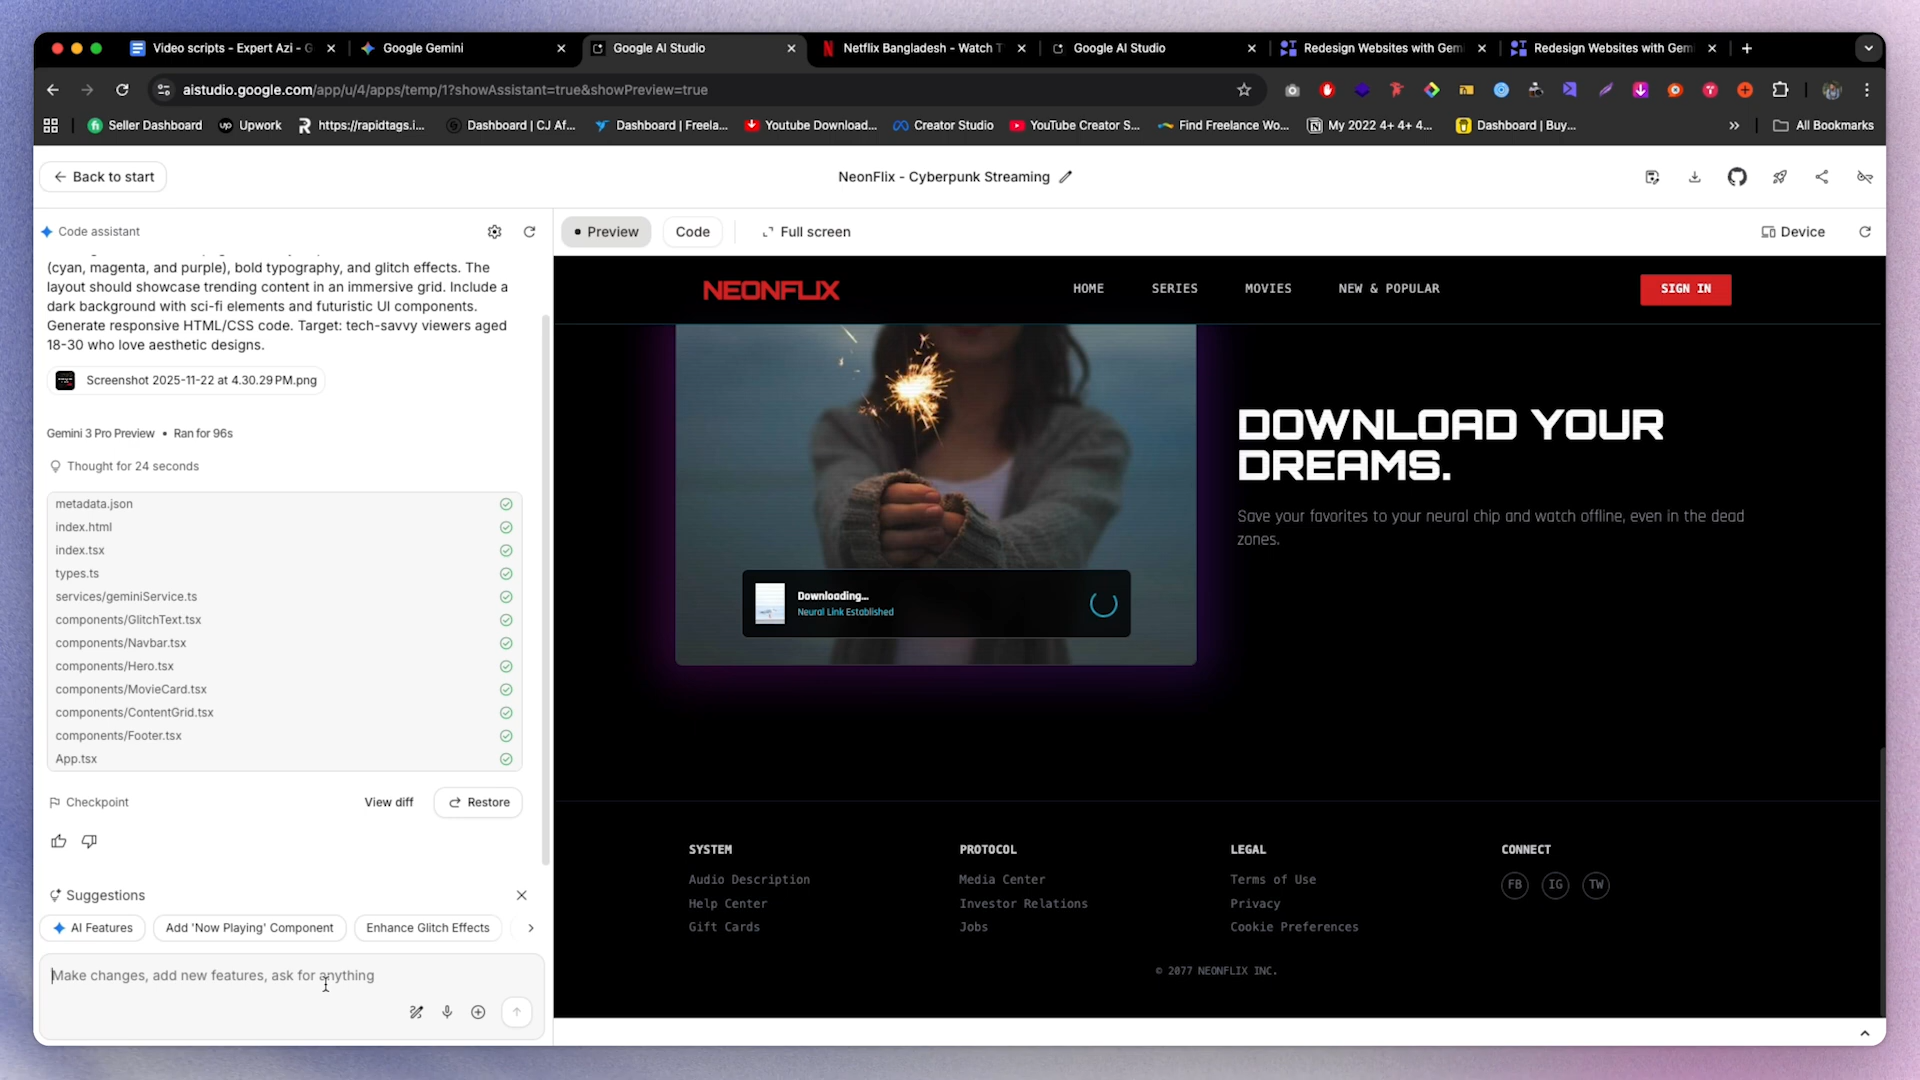 Video scripts - Expert Azi - G
Google Gemini
Google AI Studio
Netflix Bangladesh - Watch T
Google AI Studio
Redesign Websites with Gem
Redesign Websites with Gem
aistudio.google.com/app/u/4/apps/temp/1?showAssistant=true&showPreview=true
Seller Dashboard
Upwork
https://rapidtags.i...
Dashboard | CJ Af...
Dashboard | Freela...
Youtube Download...
Creator Studio
YouTube Creator S...
Find Freelance Wo...
My 2022 4+ 4+ 4...
Dashboard | Buy...
All Bookmarks
Back to start
NeonFlix - Cyberpunk Streaming
Code assistant
Preview
Code
Full screen
Device
(cyan, magenta, and purple), bold typography, and glitch effects. The
layout should showcase trending content in an immersive grid. Include a
dark background with sci-fi elements and futuristic UI components.
Generate responsive HTML/CSS code. Target: tech-savvy viewers aged
18-30 who love aesthetic designs.
Screenshot 2025-11-22 at 4.30.29 PM.png
Gemini 3 Pro Preview • Ran for 96s
Thought for 24 seconds
metadata.json
index.html
index.tsx
types.ts
services/geminiService.ts
components/GlitchText.tsx
components/Navbar.tsx
components/Hero.tsx
components/MovieCard.tsx
components/ContentGrid.tsx
components/Footer.tsx
App.tsx
Checkpoint
View diff
Restore
Suggestions
AI Features
Add 'Now Playing' Component
Enhance Glitch Effects
Make changes, add new features, ask for anything
NEONFLIX
HOME
SERIES
MOVIES
NEW & POPULAR
SIGN IN
DOWNLOAD YOUR
DREAMS.
Save your favorites to your neural chip and watch offline, even in the dead
zones.
Downloading...
Neural Link Established
SYSTEM
Audio Description
Help Center
Gift Cards
PROTOCOL
Media Center
Investor Relations
Jobs
LEGAL
Terms of Use
Privacy
Cookie Preferences
CONNECT
FB
IG
TW
© 2077 NEONFLIX INC.